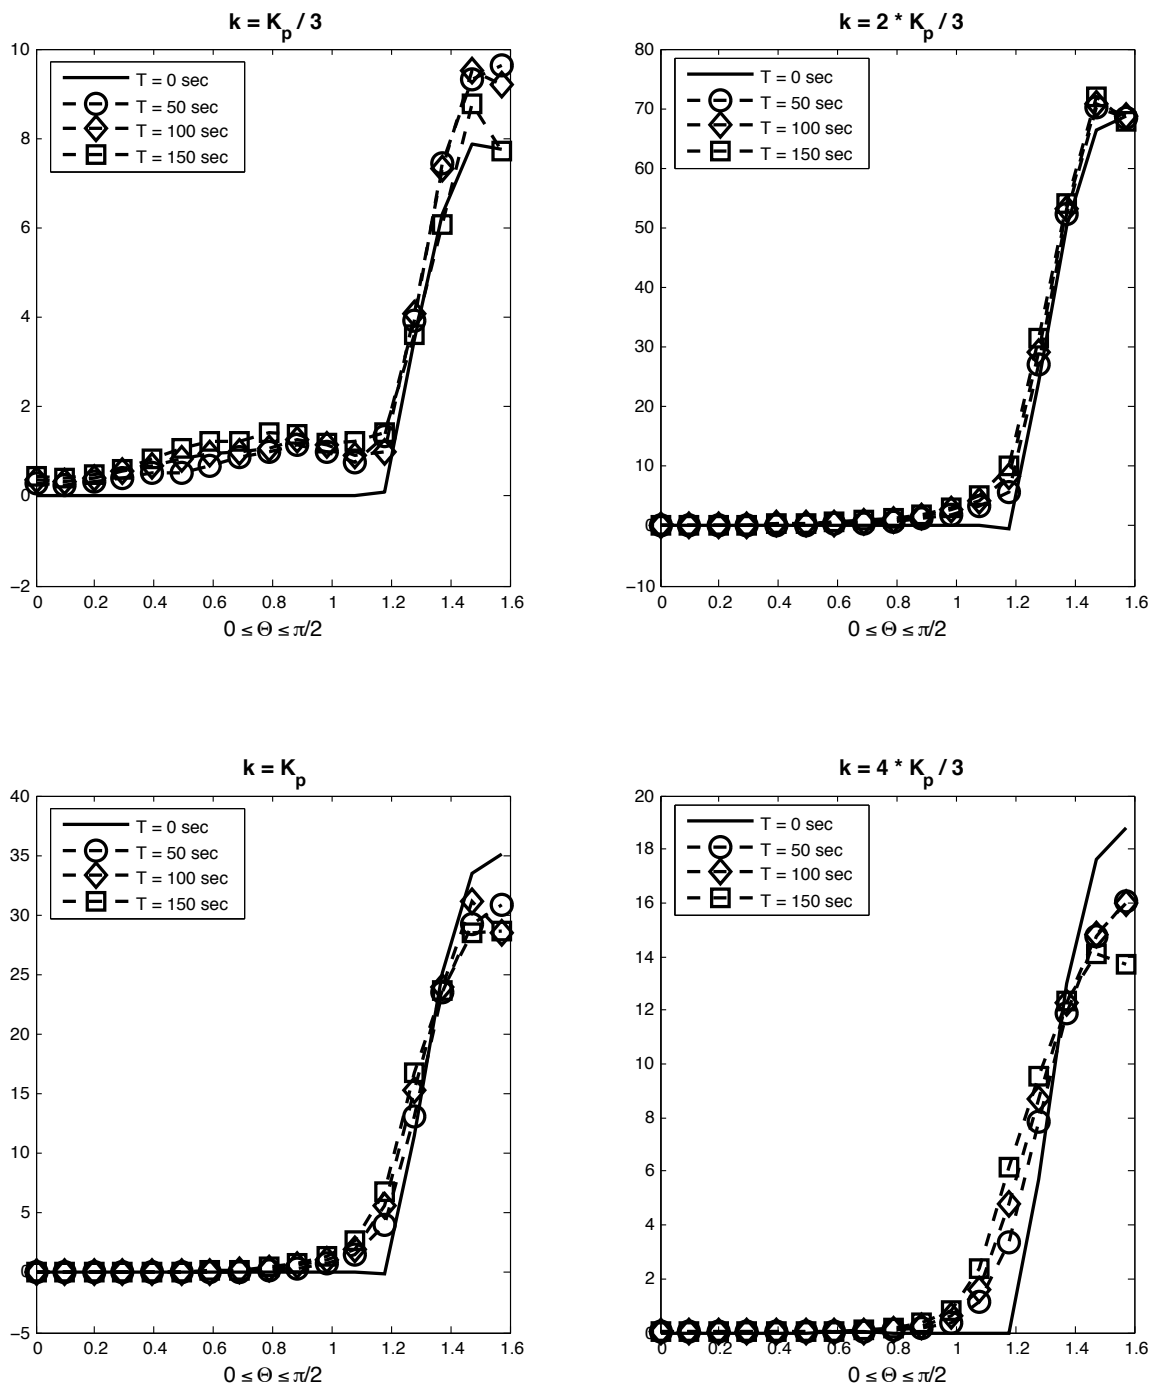 k = Kp / 3
10
8
6
4
2
0
−2
T = 0 sec
T = 50 sec
T = 100 sec
T = 150 sec
0 0.2 0.4 0.6 0.8 1 1.2 1.4 1.6
0 ≤ Θ ≤ π/2
k = 2 * Kp / 3
80
70
60
50
40
30
20
10
0
−10
T = 0 sec
T = 50 sec
T = 100 sec
T = 150 sec
0 0.2 0.4 0.6 0.8 1 1.2 1.4 1.6
0 ≤ Θ ≤ π/2
k = Kp
40
35
30
25
20
15
10
5
0
−5
T = 0 sec
T = 50 sec
T = 100 sec
T = 150 sec
0 0.2 0.4 0.6 0.8 1 1.2 1.4 1.6
0 ≤ Θ ≤ π/2
k = 4 * Kp / 3
20
18
16
14
12
10
8
6
4
2
0
T = 0 sec
T = 50 sec
T = 100 sec
T = 150 sec
0 0.2 0.4 0.6 0.8 1 1.2 1.4 1.6
0 ≤ Θ ≤ π/2